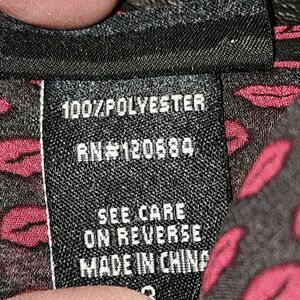 100%POLYESTER
RN#120684
SEE CARE
ON REVERSE
MADE IN CHINA